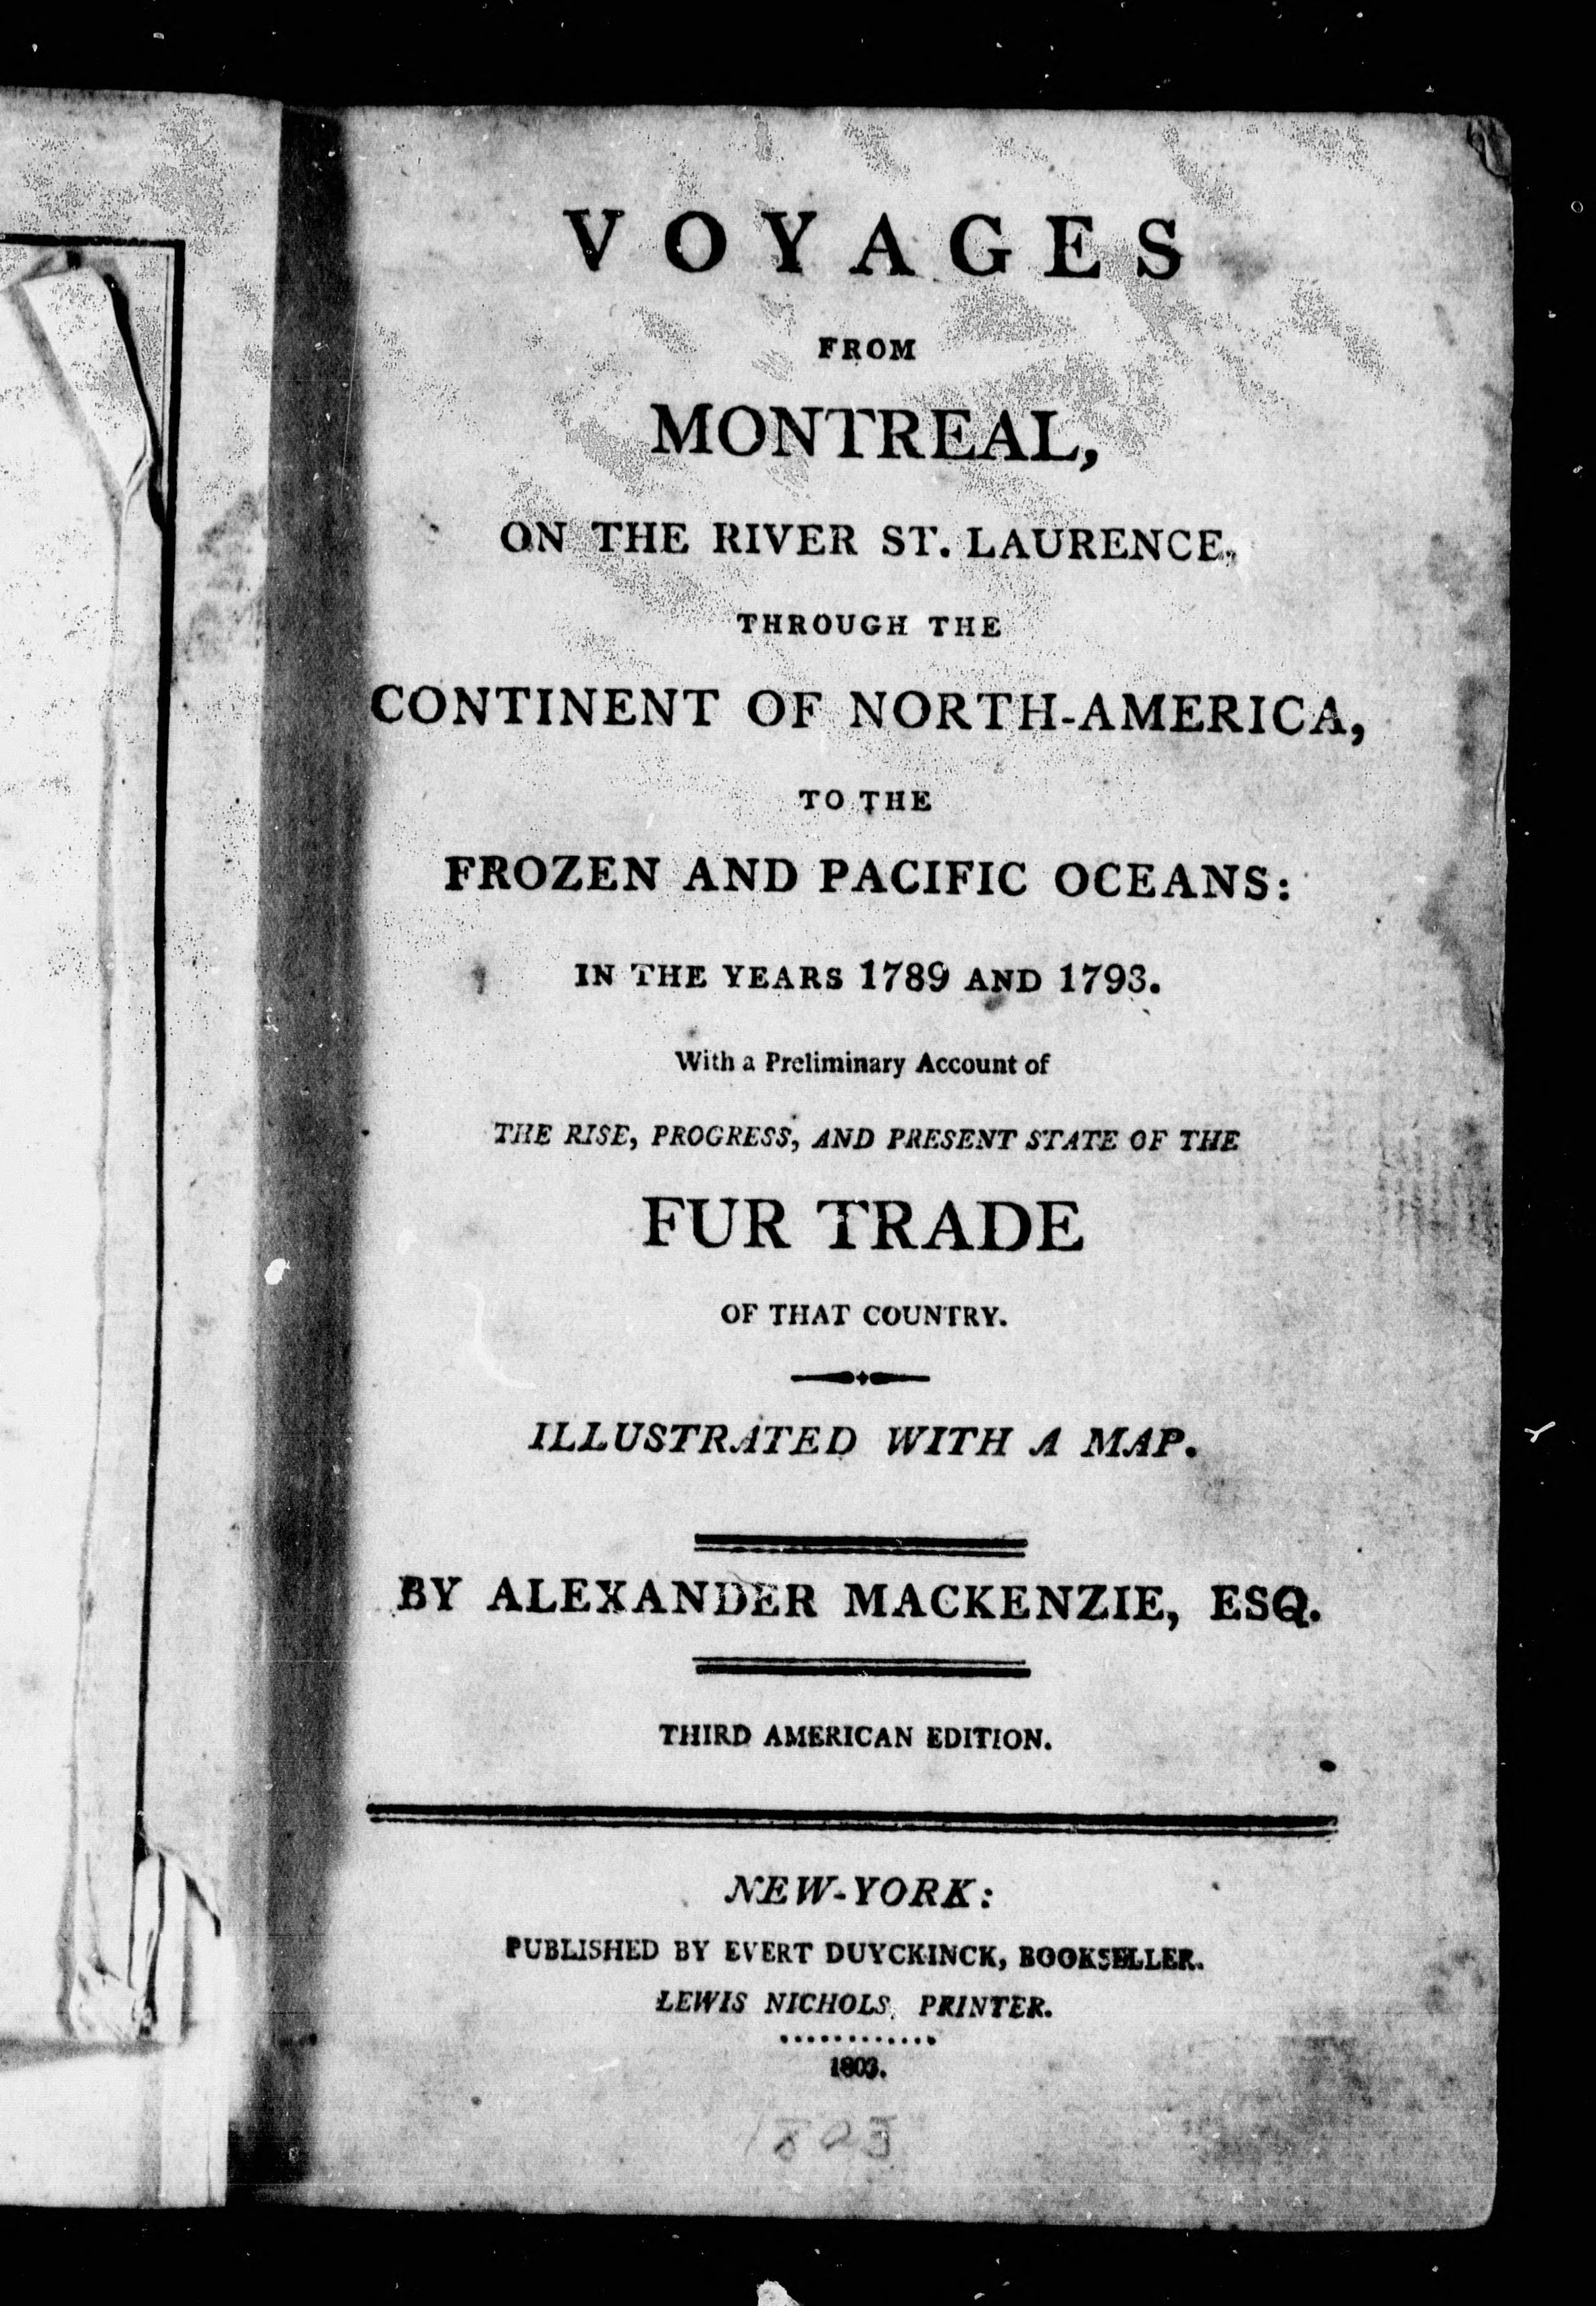 VOYAGES
FROM
MONTREAL,
ON THE RIVER ST. LAURENCE,
THROUGH THE
CONTINENT OF NORTH-AMERICA,
TO THE
FROZEN AND PACIFIC OCEANS:
IN THE YEARS 1789 AND 1793.
With a Preliminary Account of
THE RISE, PROGRESS, AND PRESENT STATE OF THE
FUR TRADE
OF THAT COUNTRY.
ILLUSTRATED WITH A MAP.
BY ALEXANDER MACKENZIE, ESQ.
THIRD AMERICAN EDITION.
NEW-YORK:
PUBLISHED BY EVERT DUYCKINCK, BOOKSELLER.
LEWIS NICHOLS, PRINTER.
1803.
1803